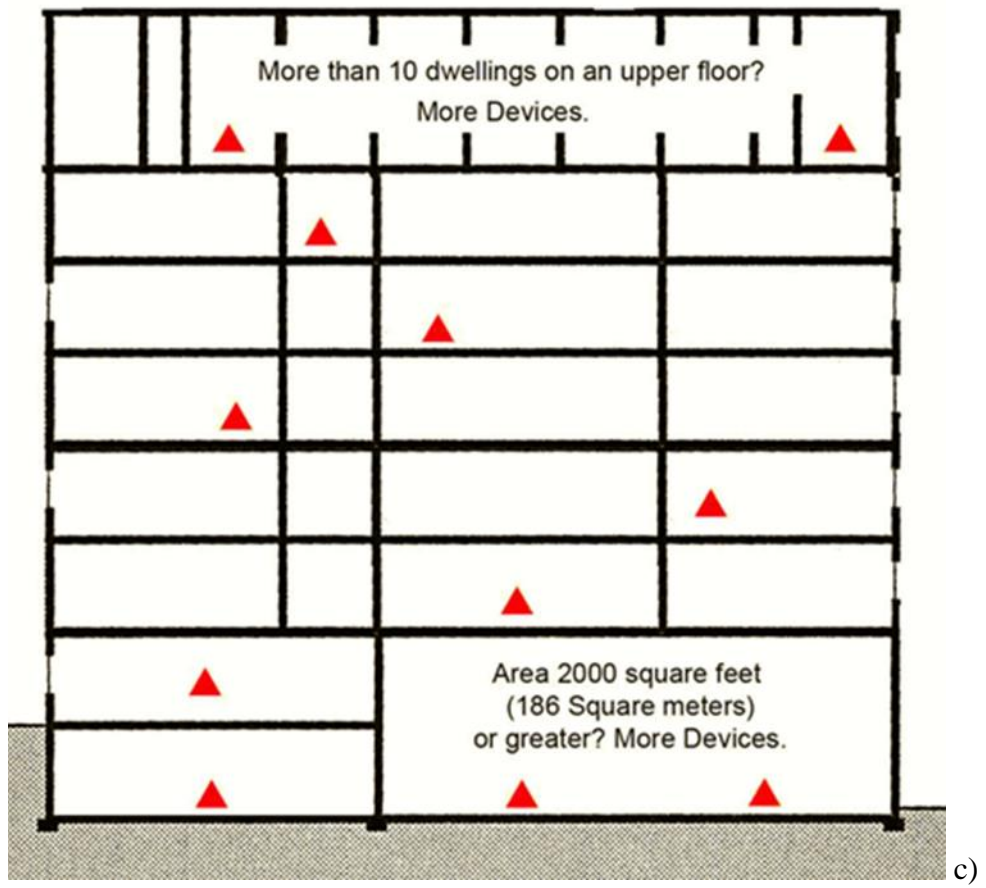 More than 10 dwellings on an upper floor?
More Devices.
Area 2000 square feet
(186 Square meters)
or greater? More Devices.
c)